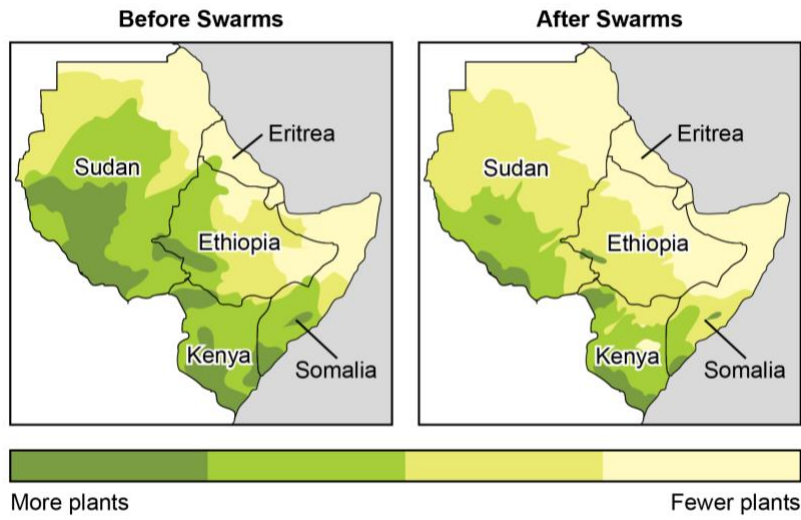 Before Swarms
Eritrea
Sudan
Ethiopia
Kenya
Somalia
After Swarms
Eritrea
Sudan
Ethiopia
Kenya
Somalia
More plants
Fewer plants